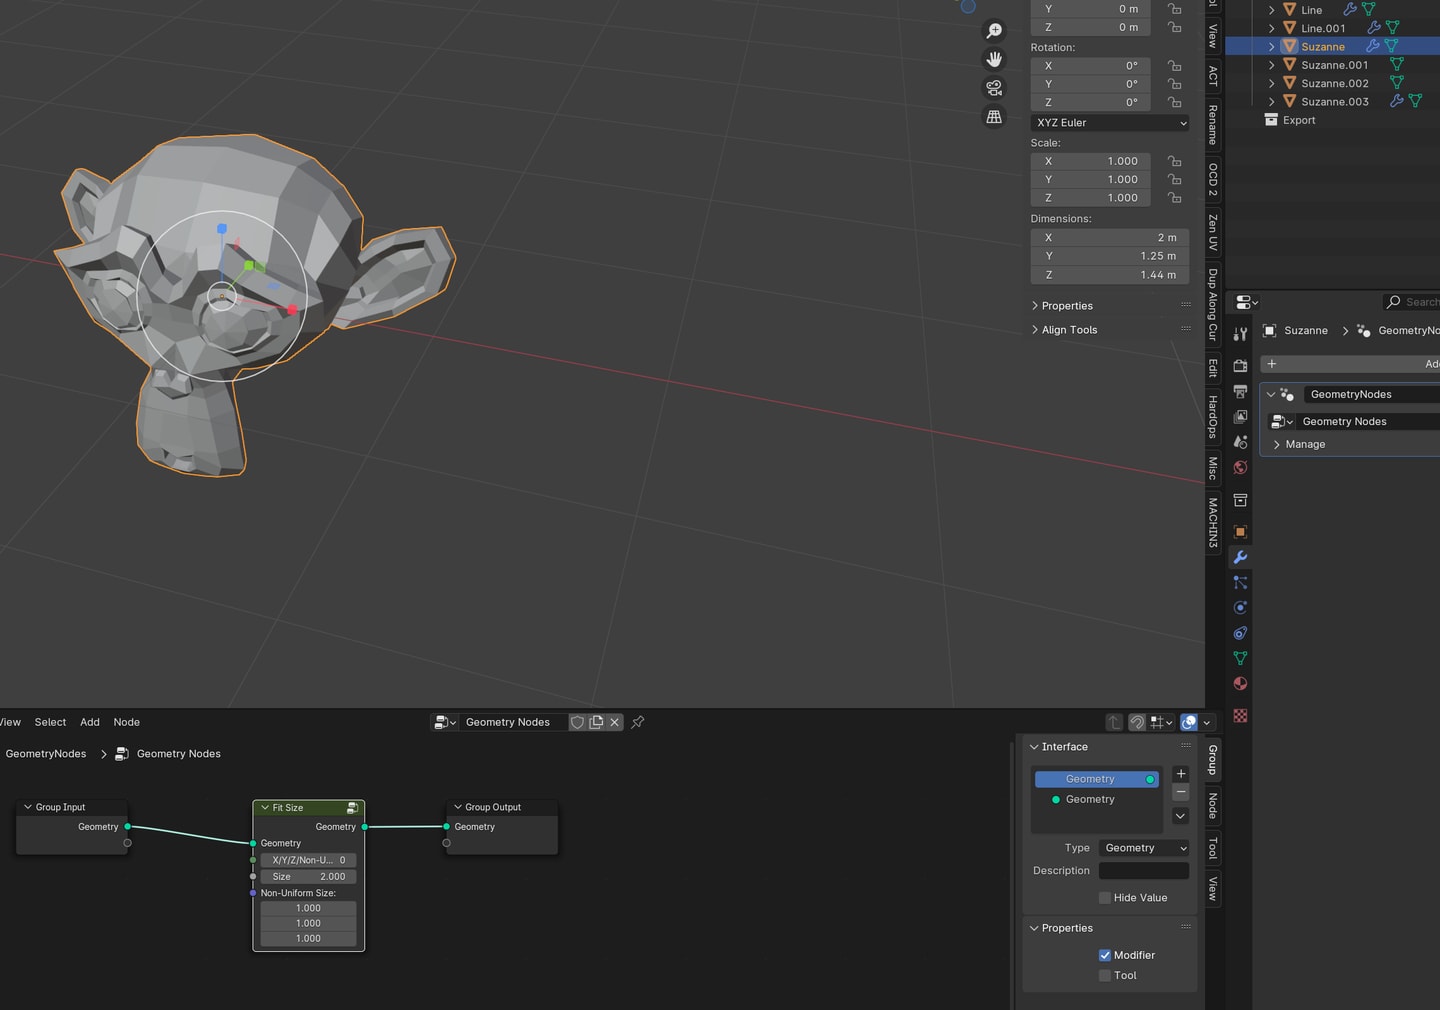 Y 0 m
Z 0 m
Rotation:
X 0°
Y 0°
Z 0°
XYZ Euler
Scale:
X 1.000
Y 1.000
Z 1.000
Dimensions:
X 2 m
Y 1.25 m
Z 1.44 m
Properties
Align Tools
View
ACT
Rename
OCD 2
Zen UV
Dup Along Cur
Edit
HardOps
Misc
MACHIN3
Line
Line.001
Suzanne
Suzanne.001
Suzanne.002
Suzanne.003
Export
Search
Suzanne > GeometryNo
+ Ad
GeometryNodes
Geometry Nodes
Manage
iew Select Add Node
Geometry Nodes
GeometryNodes > Geometry Nodes
Group Input
Geometry
Fit Size
Geometry
Geometry
X/Y/Z/Non-U... 0
Size 2.000
Non-Uniform Size:
1.000
1.000
1.000
Group Output
Geometry
Interface
Geometry
Geometry
Type Geometry
Description
Hide Value
Properties
Modifier
Tool
Group
Node
Tool
View